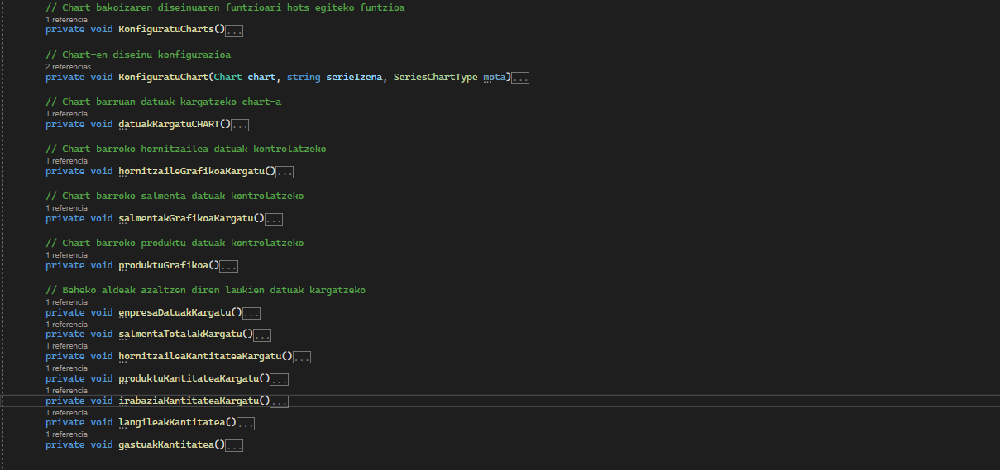 // Chart bakoizaren diseinuaren funtzioari hots egiteko funtzioa
1 referencia
private void KonfiguratuCharts()...
// Chart-en diseinu konfigurazioa
2 referencias
private void KonfiguratuChart(Chart chart, string serieIzena, SeriesChartType mota)...
// Chart barruan datuak kargatzeko chart-a
1 referencia
private void datuakKargatuCHART()...
// Chart barroko hornitzailea datuak kontrolatzeko
1 referencia
private void hornitzaileGrafikoaKargatu()...
// Chart barroko salmenta datuak kontrolatzeko
1 referencia
private void salmentakGrafikoaKargatu()...
// Chart barroko produktu datuak kontrolatzeko
1 referencia
private void produktuGrafikoa()...
// Beheko aldeak azaltzen diren laukien datuak kargatzeko
1 referencia
private void enpresaDatuakKargatu()...
1 referencia
private void salmentaTotalakKargatu()...
1 referencia
private void hornitzaileaKantitateaKargatu()...
1 referencia
private void produktuKantitateaKargatu()...
1 referencia
private void irabaziaKantitateaKargatu()...
1 referencia
private void langileakKantitatea()...
1 referencia
private void gastuakKantitatea()...